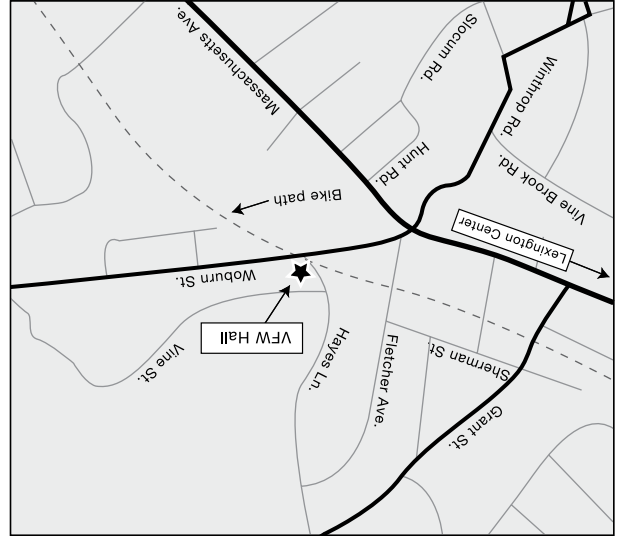 Massachusetts Ave.
Slocum Rd.
Winthrop Rd.
Hunt Rd.
Vine Brook Rd.
Bike path
Lexington Center
Woburn St.
VFW Hall
Vine St.
Hayes Ln.
Fletcher Ave.
Sherman St.
Grant St.